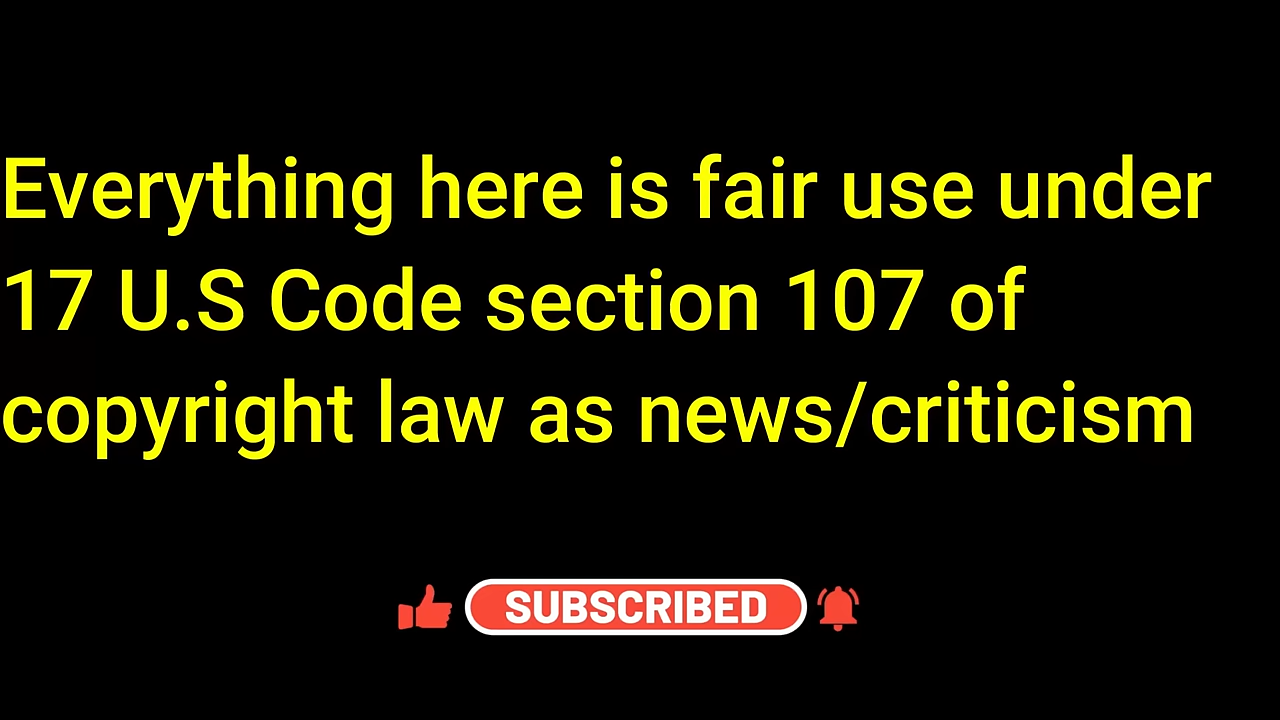 Everything here is fair use under
17 U.S Code section 107 of
copyright law as news/criticism
SUBSCRIBED